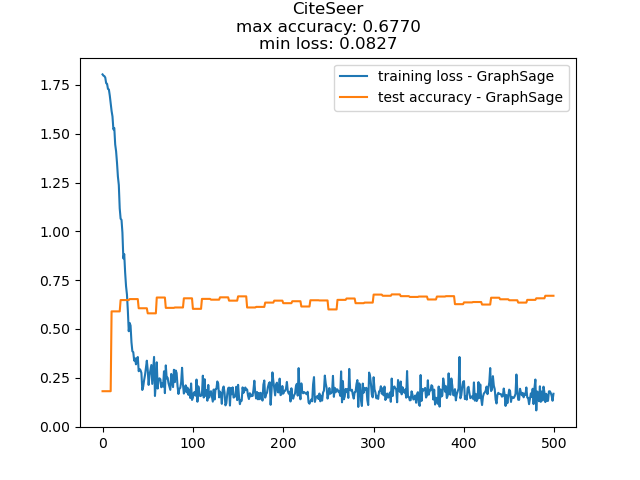 CiteSeer
max accuracy: 0.6770
min loss: 0.0827
training loss - GraphSage
test accuracy - GraphSage
1.75
1.50
1.25
1.00
0.75
0.50
0.25
0.00
0 100 200 300 400 500